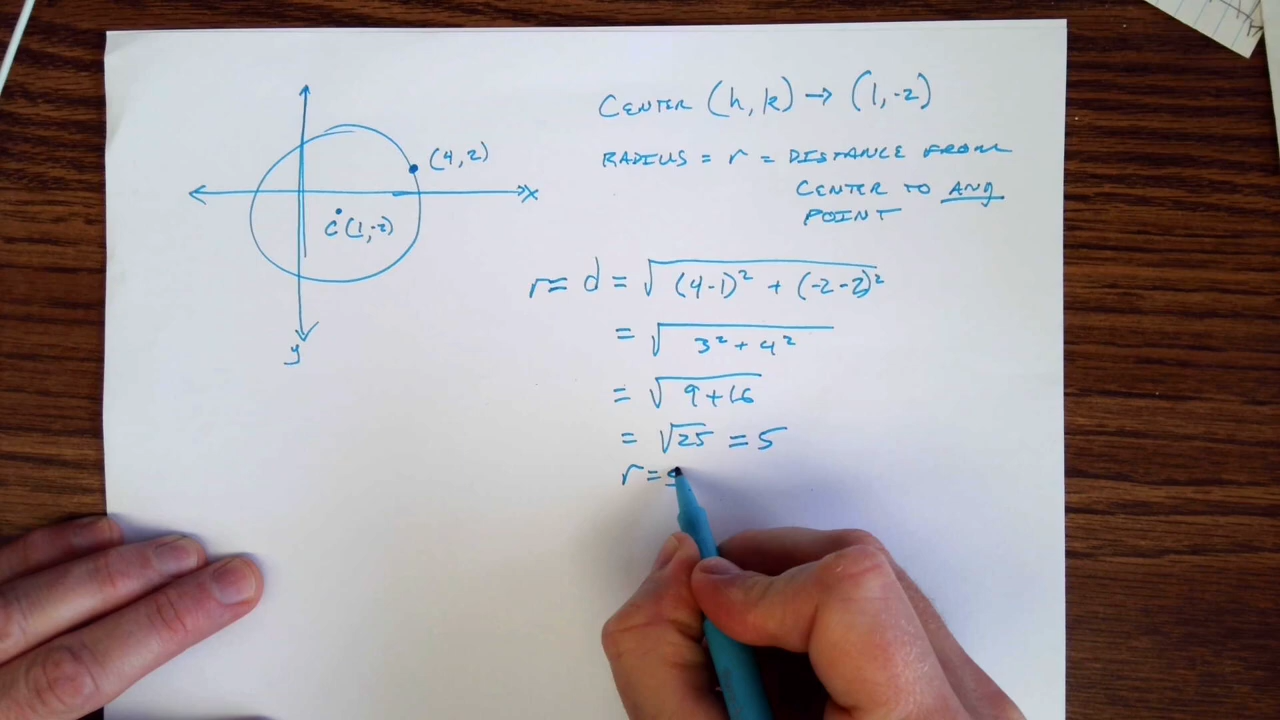 CENTER (h, k) → (1, -2)
RADIUS = r = DISTANCE FROM
CENTER TO ANY
POINT
(4, 2)
x
C (1, -2)
y
r = d = √(4-1)² + (-2-2)²
= √3² + 4²
= √9+16
= √25 = 5
r = 5